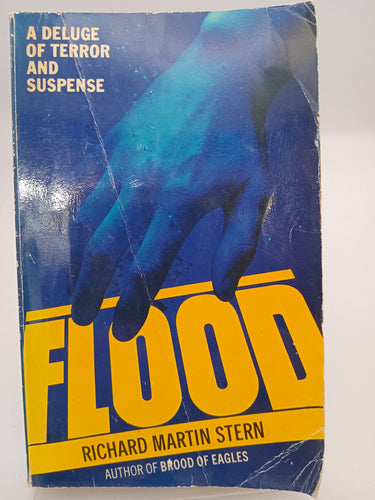 A DELUGE
OF TERROR
AND
SUSPENSE
FLOOD
RICHARD MARTIN STERN
AUTHOR OF BROOD OF EAGLES